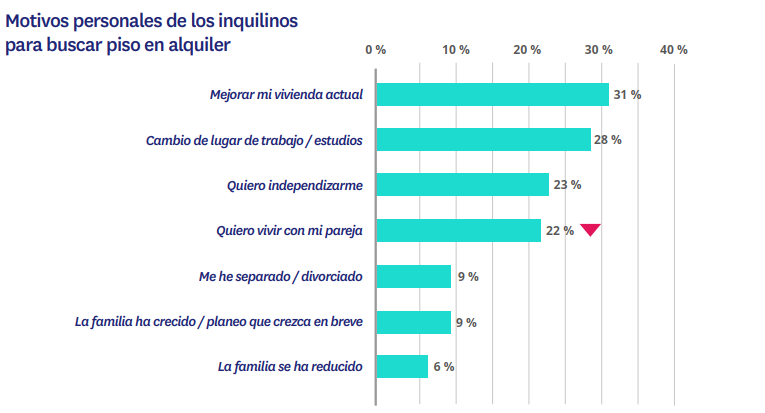 Motivos personales de los inquilinos
para buscar piso en alquiler
0 % 10 % 20 % 30 % 40 %
Mejorar mi vivienda actual 31 %
Cambio de lugar de trabajo / estudios 28 %
Quiero independizarme 23 %
Quiero vivir con mi pareja 22 %
Me he separado / divorciado 9 %
La familia ha crecido / planeo que crezca en breve 9 %
La familia se ha reducido 6 %